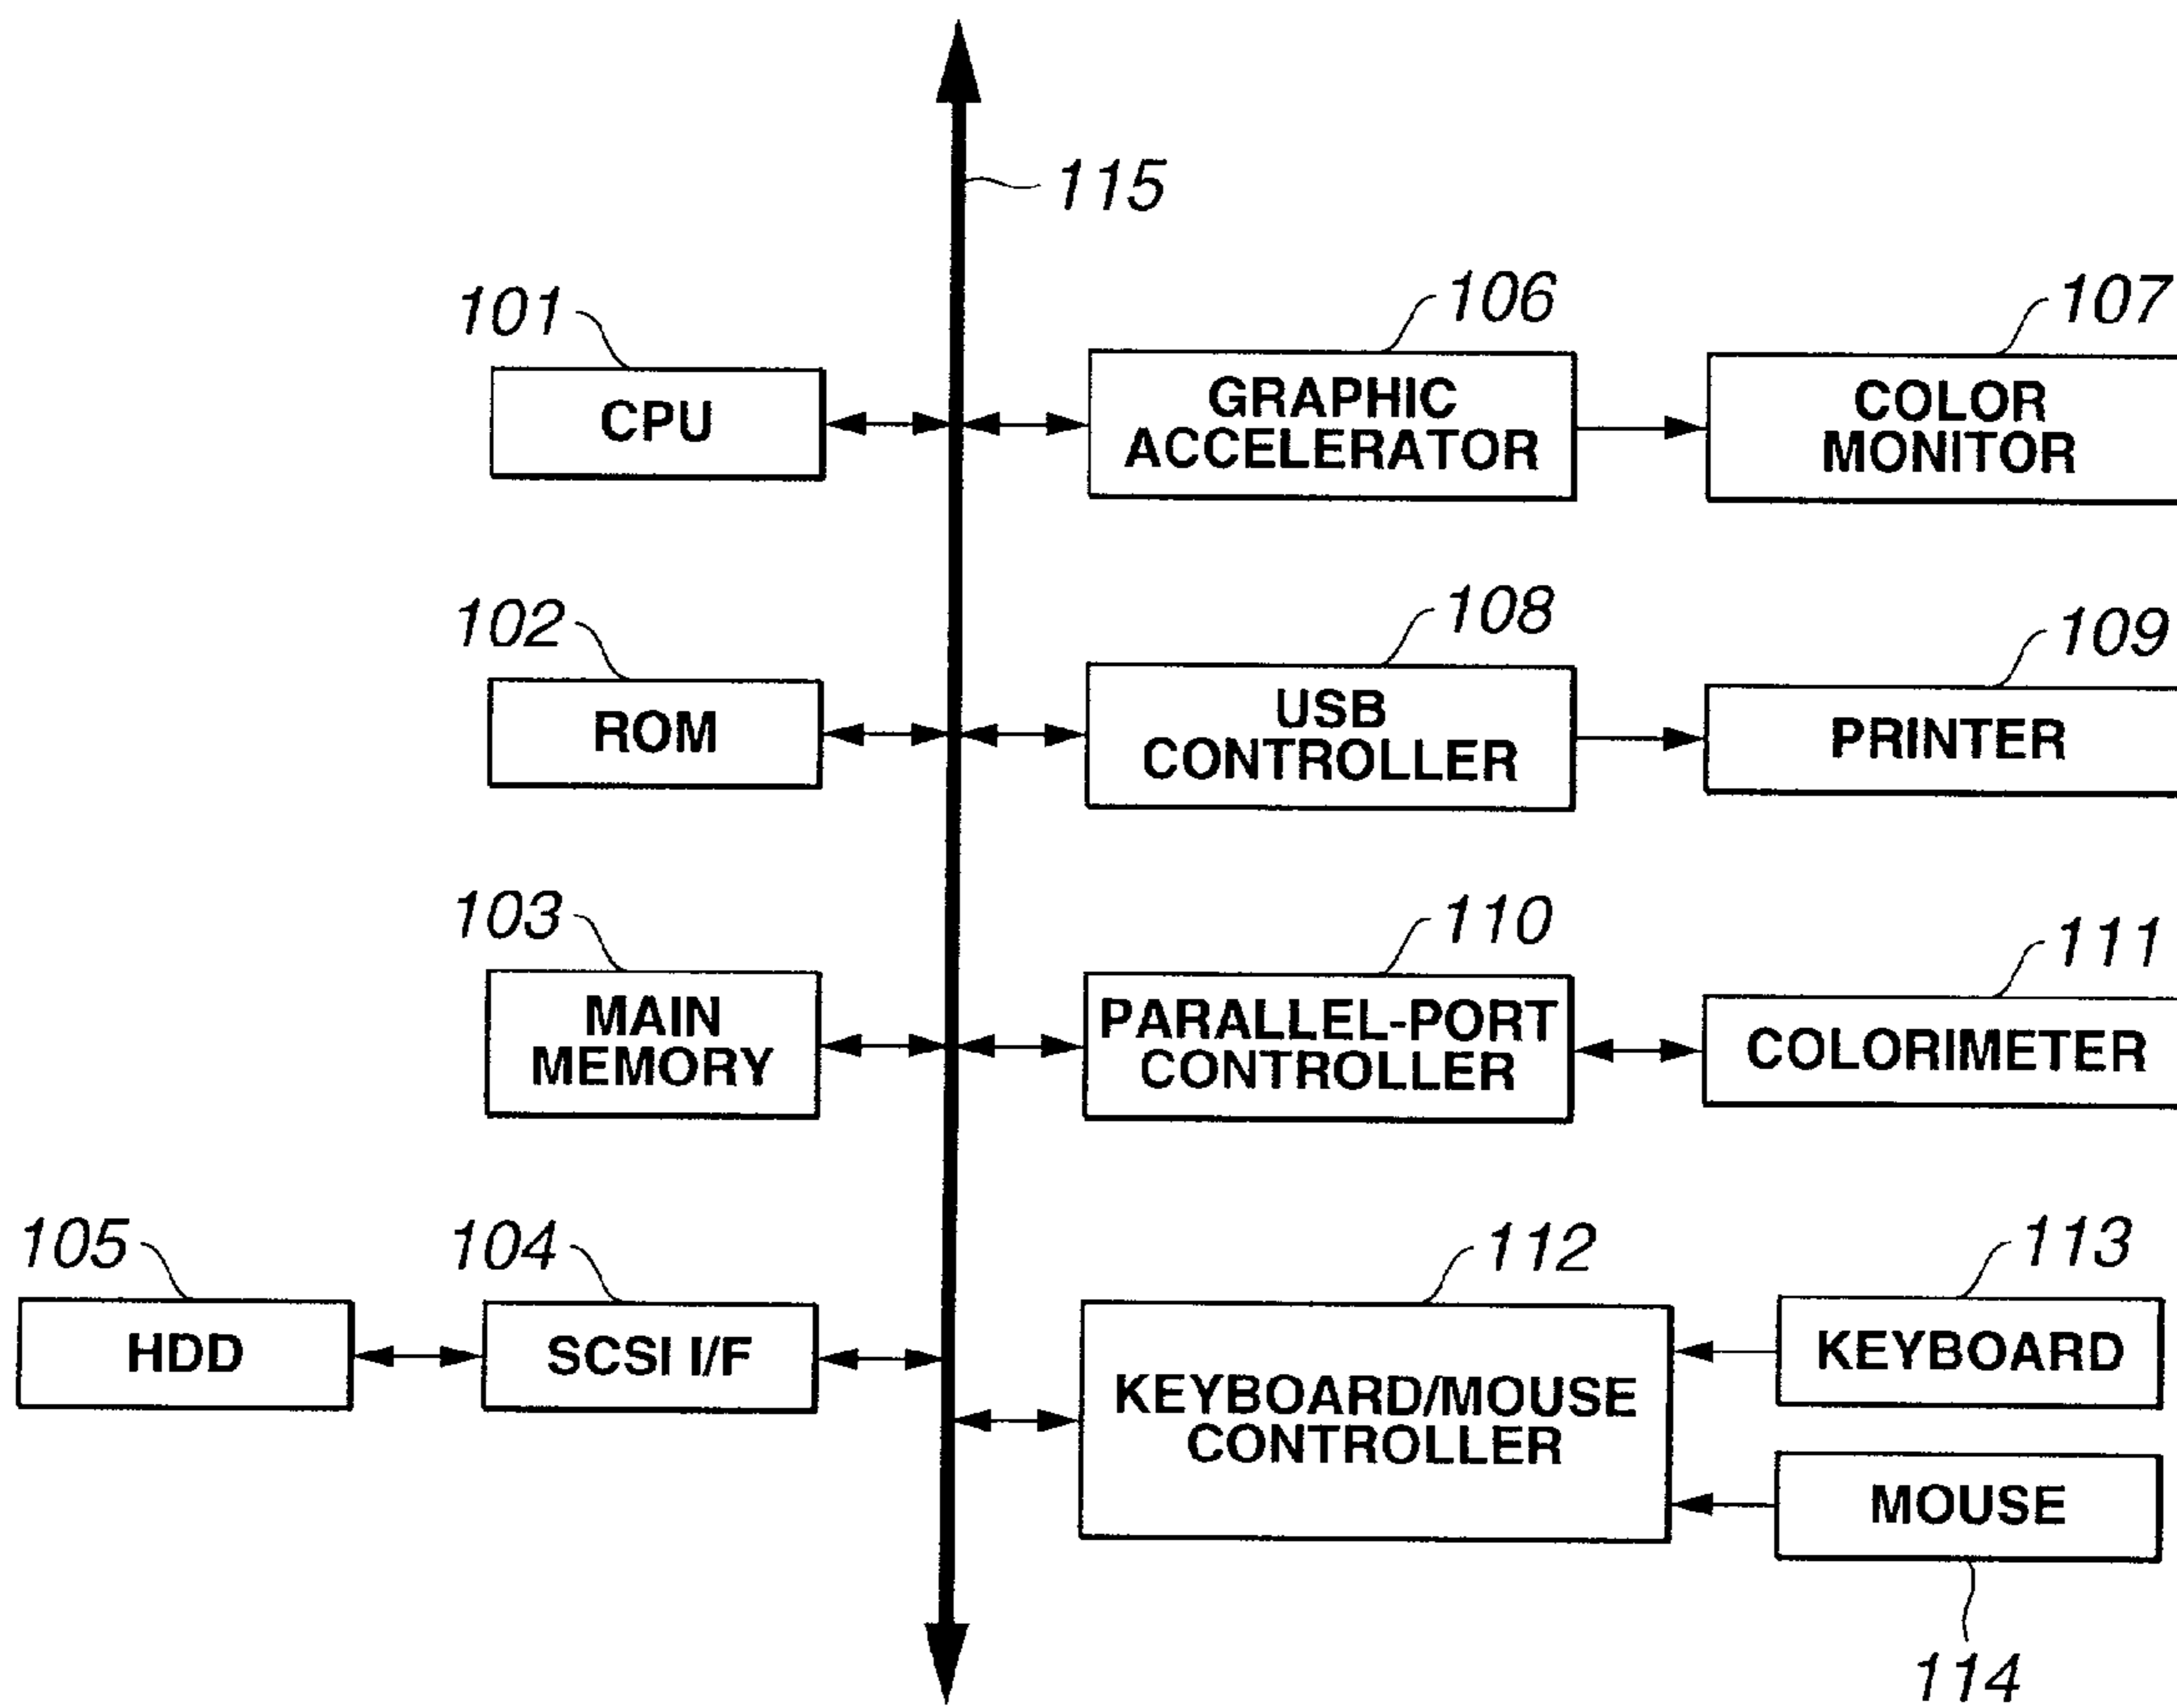 115
101
CPU
106
GRAPHIC
ACCELERATOR
107
COLOR
MONITOR
102
ROM
108
USB
CONTROLLER
109
PRINTER
103
MAIN
MEMORY
110
PARALLEL-PORT
CONTROLLER
111
COLORIMETER
105
HDD
104
SCSI I/F
112
KEYBOARD/MOUSE
CONTROLLER
113
KEYBOARD
MOUSE
114